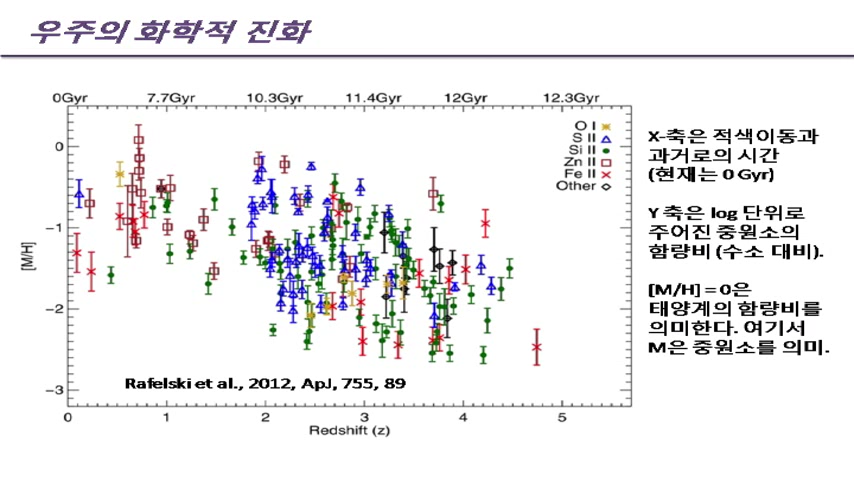 우주의 화학적 진화
0Gyr 7.7Gyr 10.3Gyr 11.4Gyr 12Gyr 12.3Gyr
O I
S II
Si II
Zn II
Fe II
Other
0
−1
−2
−3
[M/H]
Rafelski et al., 2012, ApJ, 755, 89
0 1 2 3 4 5
Redshift (z)
X-축은 적색이동과
과거로의 시간
(현재는 0 Gyr)
Y 축은 log 단위로
주어진 중원소의
함량비 (수소 대비).
[M/H] = 0은
태양계의 함량비를
의미한다. 여기서
M은 중원소를 의미.